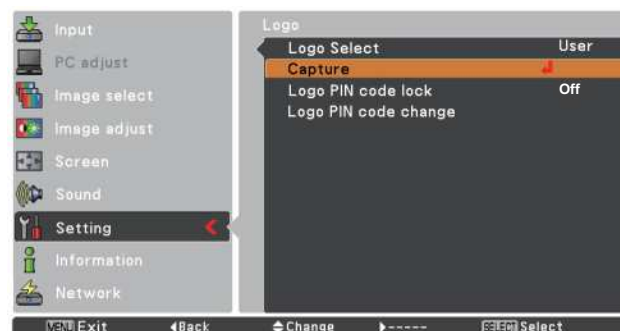 Input
PC adjust
Image select
Image adjust
Screen
Sound
Setting
Information
Network
Logo
Logo Select User
Capture
Logo PIN code lock Off
Logo PIN code change
MENU Exit Back Change ----- SELECT Select